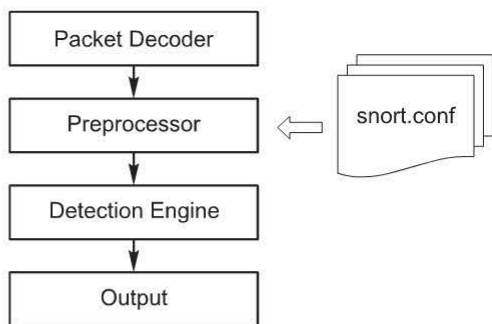 Packet Decoder
Preprocessor
snort.conf
Detection Engine
Output